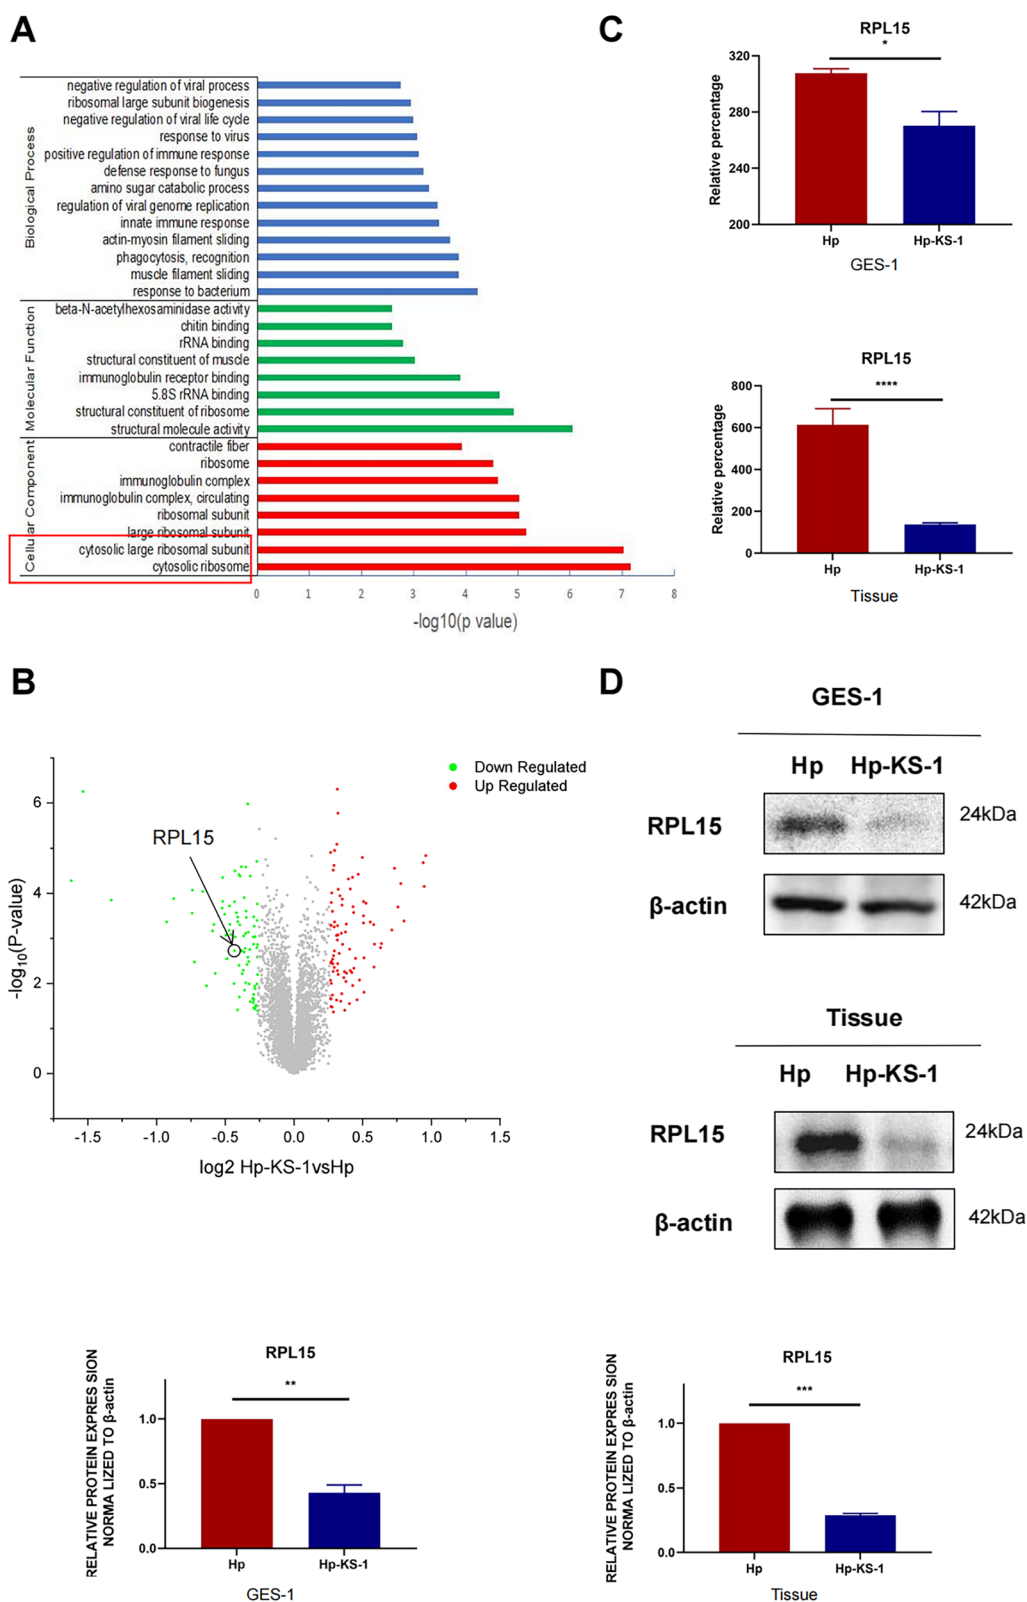 A
Biological Process
negative regulation of viral process
ribosomal large subunit biogenesis
negative regulation of viral life cycle
response to virus
positive regulation of immune response
defense response to fungus
amino sugar catabolic process
regulation of viral genome replication
innate immune response
actin-myosin filament sliding
phagocytosis, recognition
muscle filament sliding
response to bacterium
Molecular Function
beta-N-acetylhexosaminidase activity
chitin binding
rRNA binding
structural constituent of muscle
immunoglobulin receptor binding
5.8S rRNA binding
structural constituent of ribosome
structural molecule activity
Cellular Component
contractile fiber
ribosome
immunoglobulin complex
immunoglobulin complex, circulating
ribosomal subunit
large ribosomal subunit
cytosolic large ribosomal subunit
cytosolic ribosome
0 1 2 3 4 5 6 7 8
-log10(p value)
C
RPL15
*
Relative percentage
320
280
240
200
Hp Hp-KS-1
GES-1
RPL15
****
Relative percentage
800
600
400
200
0
Hp Hp-KS-1
Tissue
B
Down Regulated
Up Regulated
RPL15
-log10(P-value)
6
4
2
0
-1.5 -1.0 -0.5 0.0 0.5 1.0 1.5
log2 Hp-KS-1vsHp
D
GES-1
Hp Hp-KS-1
RPL15 24kDa
β-actin 42kDa
Tissue
Hp Hp-KS-1
RPL15 24kDa
β-actin 42kDa
RPL15
**
RELATIVE PROTEIN EXPRES SION
NORMA LIZED TO β-actin
1.0
0.5
0.0
Hp Hp-KS-1
GES-1
RPL15
***
RELATIVE PROTEIN EXPRES SION
NORMA LIZED TO β-actin
1.0
0.5
0.0
Hp Hp-KS-1
Tissue